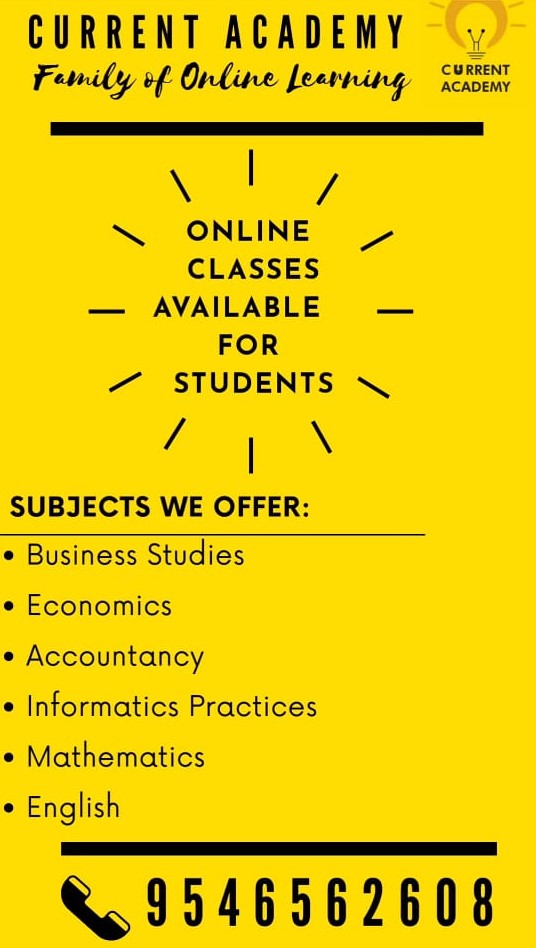 CURRENT ACADEMY
Family of Online Learning
CURRENT
ACADEMY
ONLINE
CLASSES
AVAILABLE
FOR
STUDENTS
SUBJECTS WE OFFER:
• Business Studies
• Economics
• Accountancy
• Informatics Practices
• Mathematics
• English
9546562608